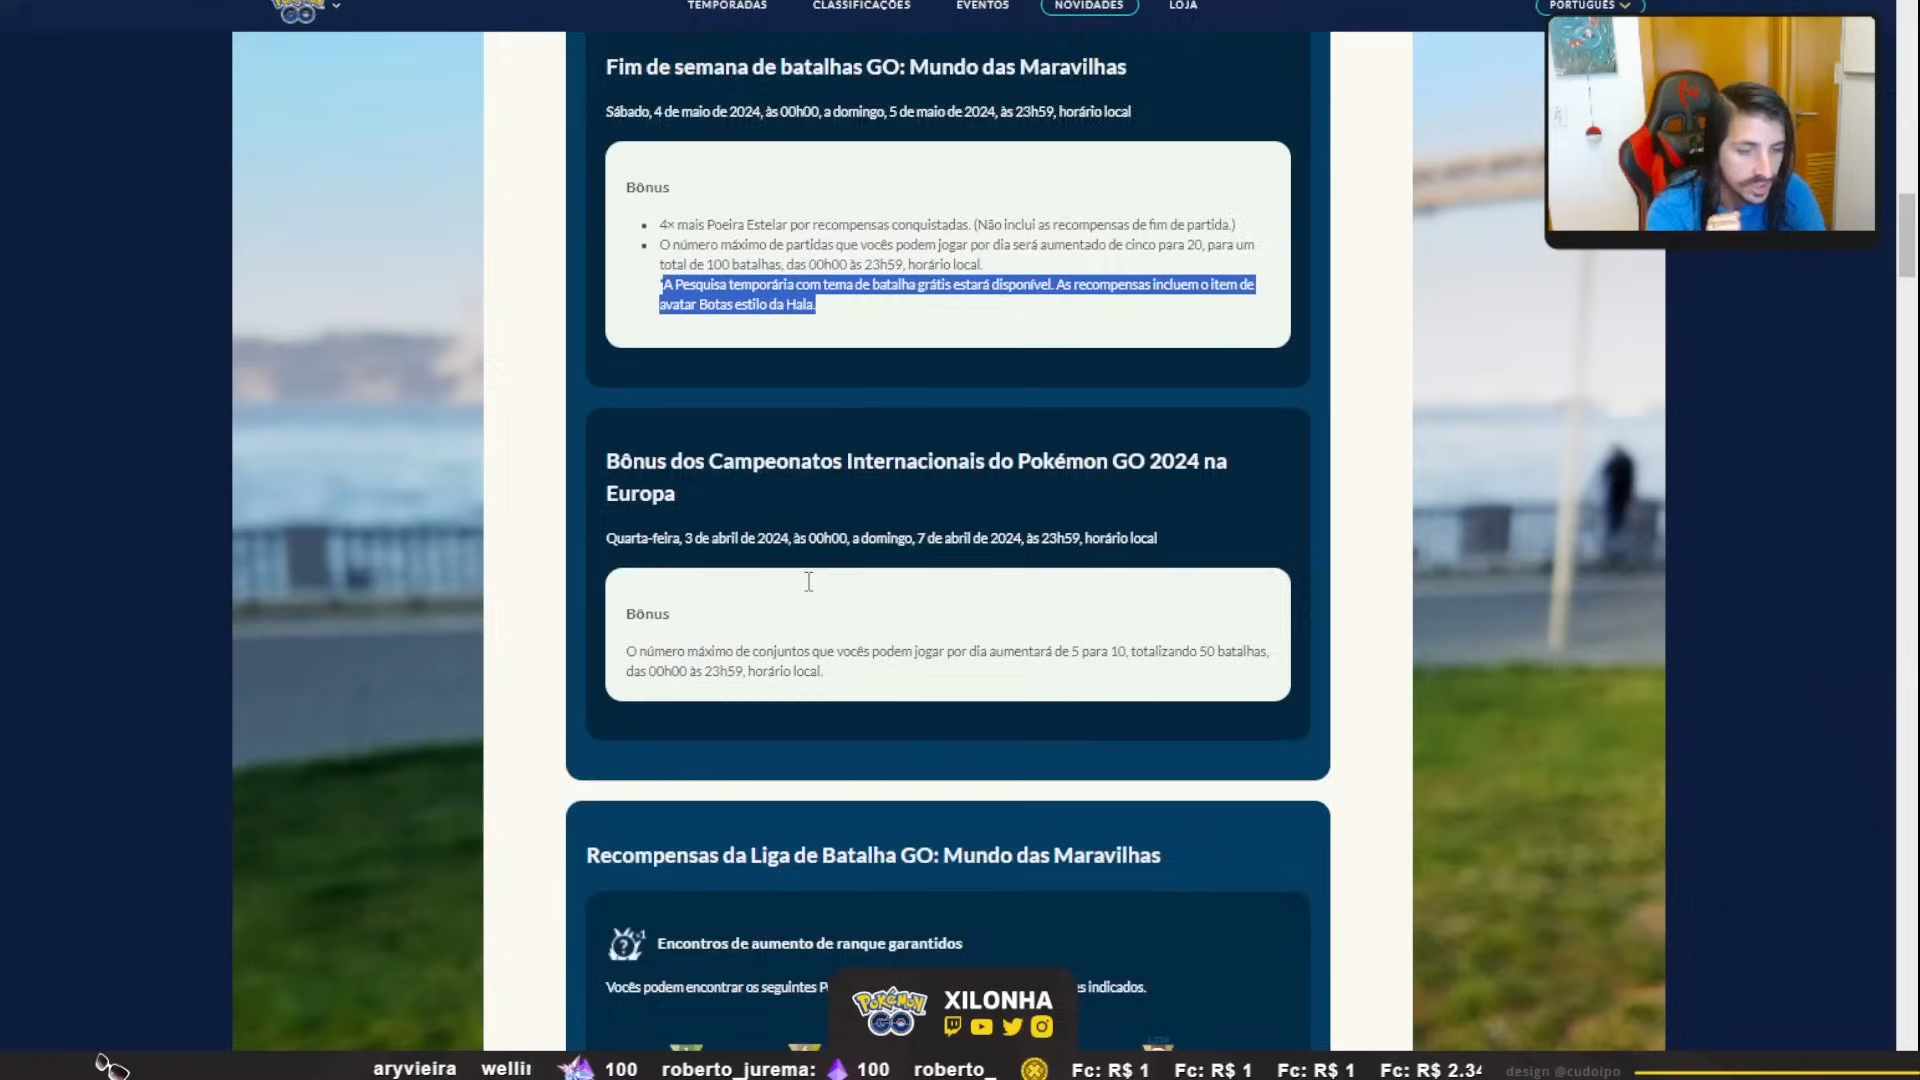 TEMPORADAS
CLASSIFICAÇÕES
EVENTOS
NOVIDADES
LOJA
PORTUGUÊS
Fim de semana de batalhas GO: Mundo das Maravilhas
Sábado, 4 de maio de 2024, às 00h00, a domingo, 5 de maio de 2024, às 23h59, horário local
Bônus
4× mais Poeira Estelar por recompensas conquistadas. (Não inclui as recompensas de fim de partida.)
O número máximo de partidas que vocês podem jogar por dia será aumentado de cinco para 20, para um
total de 100 batalhas, das 00h00 às 23h59, horário local.
A Pesquisa temporária com tema de batalha grátis estará disponível. As recompensas incluem o item de
avatar Botas estilo da Hala.
Bônus dos Campeonatos Internacionais do Pokémon GO 2024 na
Europa
Quarta-feira, 3 de abril de 2024, às 00h00, a domingo, 7 de abril de 2024, às 23h59, horário local
Bônus
O número máximo de conjuntos que vocês podem jogar por dia aumentará de 5 para 10, totalizando 50 batalhas,
das 00h00 às 23h59, horário local.
Recompensas da Liga de Batalha GO: Mundo das Maravilhas
Encontros de aumento de ranque garantidos
Vocês podem encontrar os seguintes indicados.
POKÉMON GO
XILONHA
aryvieira wellin 100 roberto_jurema: 100 roberto_ Fc: R$ 1 Fc: R$ 1 Fc: R$ 1 Fc: R$ 2.34 design @cudoipo